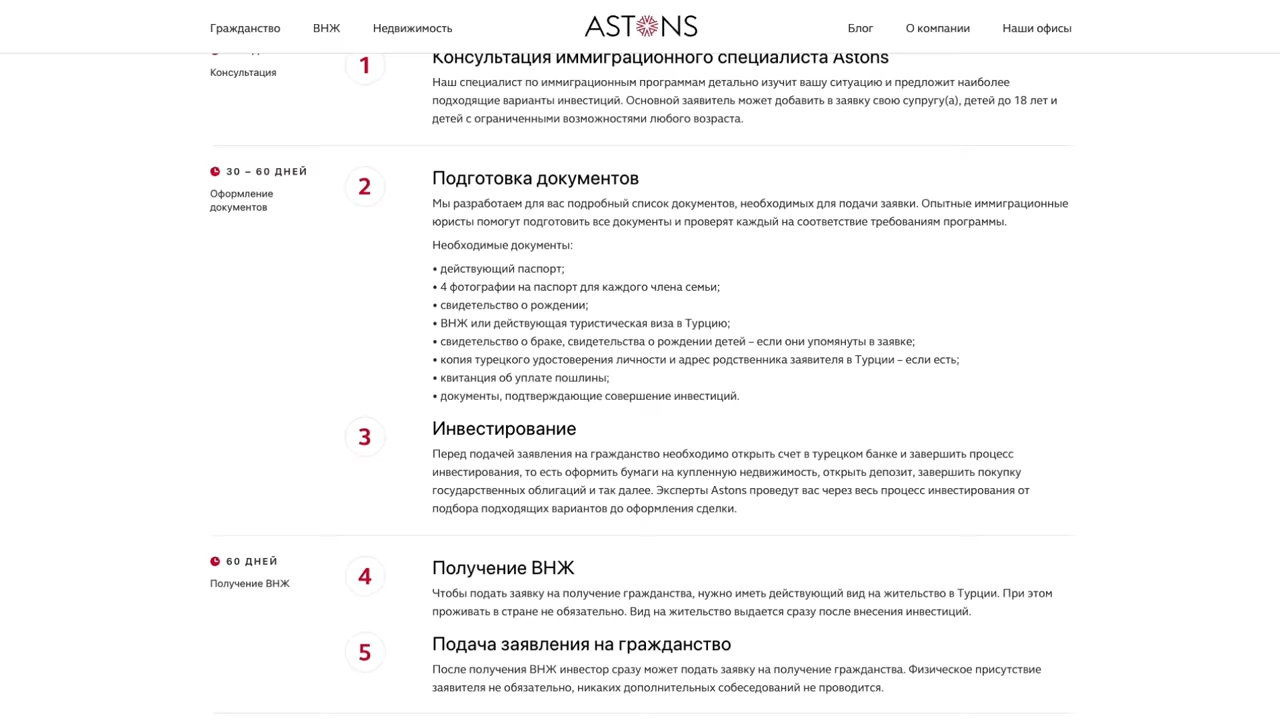 Гражданство ВНЖ Недвижимость ASTONS Блог О компании Наши офисы
Консультация
1
Консультация иммиграционного специалиста Astons
Наш специалист по иммиграционным программам детально изучит вашу ситуацию и предложит наиболее
подходящие варианты инвестиций. Основной заявитель может добавить в заявку свою супругу(а), детей до 18 лет и
детей с ограниченными возможностями любого возраста.
30 – 60 ДНЕЙ
Оформление
документов
2
Подготовка документов
Мы разработаем для вас подробный список документов, необходимых для подачи заявки. Опытные иммиграционные
юристы помогут подготовить все документы и проверят каждый на соответствие требованиям программы.
Необходимые документы:
• действующий паспорт;
• 4 фотографии на паспорт для каждого члена семьи;
• свидетельство о рождении;
• ВНЖ или действующая туристическая виза в Турцию;
• свидетельство о браке, свидетельства о рождении детей – если они упомянуты в заявке;
• копия турецкого удостоверения личности и адрес родственника заявителя в Турции – если есть;
• квитанция об уплате пошлины;
• документы, подтверждающие совершение инвестиций.
3
Инвестирование
Перед подачей заявления на гражданство необходимо открыть счет в турецком банке и завершить процесс
инвестирования, то есть оформить бумаги на купленную недвижимость, открыть депозит, завершить покупку
государственных облигаций и так далее. Эксперты Astons проведут вас через весь процесс инвестирования от
подбора подходящих вариантов до оформления сделки.
60 ДНЕЙ
Получение ВНЖ
4
Получение ВНЖ
Чтобы подать заявку на получение гражданства, нужно иметь действующий вид на жительство в Турции. При этом
проживать в стране не обязательно. Вид на жительство выдается сразу после внесения инвестиций.
5
Подача заявления на гражданство
После получения ВНЖ инвестор сразу может подать заявку на получение гражданства. Физическое присутствие
заявителя не обязательно, никаких дополнительных собеседований не проводится.